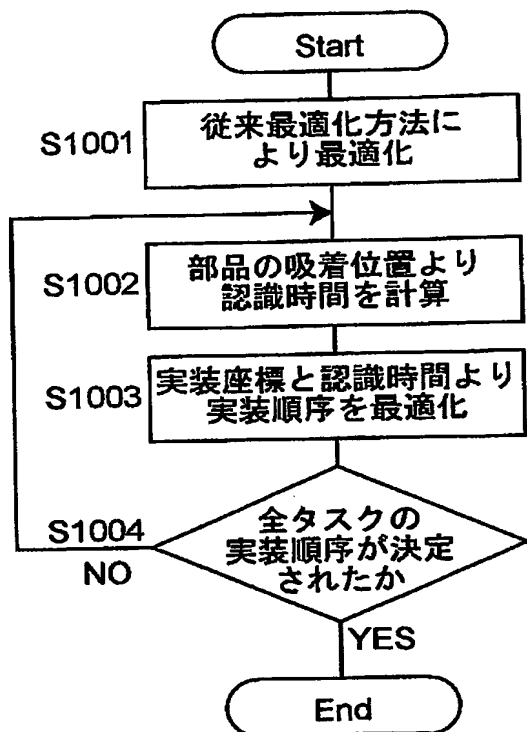 Start
S1001
従来最適化方法に
より最適化
S1002
部品の吸着位置より
認識時間を計算
S1003
実装座標と認識時間より
実装順序を最適化
S1004
全タスクの
実装順序が決定
されたか
NO
YES
End